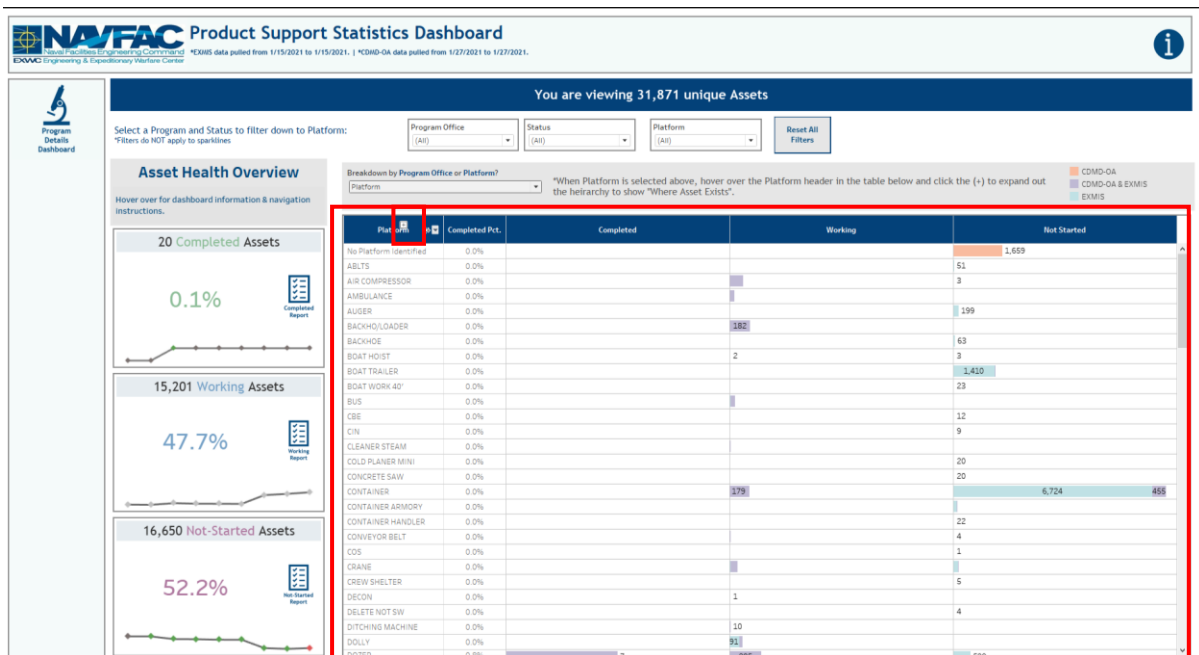 NAVFAC
Naval Facilities Engineering Command
EXWC Engineering & Expeditionary Warfare Center
Product Support Statistics Dashboard
*EXMIS data pulled from 1/15/2021 to 1/15/2021. | *CDMD-OA data pulled from 1/27/2021 to 1/27/2021.
i
Program
Details
Dashboard
You are viewing 31,871 unique Assets
Select a Program and Status to filter down to Platform:
*Filters do NOT apply to sparklines
Program Office
(All)
Status
(All)
Platform
(All)
Reset All
Filters
Asset Health Overview
Hover over for dashboard information & navigation
instructions.
Breakdown by Program Office or Platform?
Platform
*When Platform is selected above, hover over the Platform header in the table below and click the (+) to expand out
the heirarchy to show "Where Asset Exists".
CDMD-OA
CDMD-OA & EXMIS
EXMIS
20 Completed Assets
0.1%
Completed
Report
15,201 Working Assets
47.7%
Working
Report
16,650 Not-Started Assets
52.2%
Not-Started
Report
Platform Completed Pct. Completed Working Not Started
No Platform Identified 0.0% 1,659
ABLTS 0.0% 51
AIR COMPRESSOR 0.0% 3
AMBULANCE 0.0%
AUGER 0.0% 199
BACKHO/LOADER 0.0% 182
BACKHOE 0.0% 63
BOAT HOIST 0.0% 2 3
BOAT TRAILER 0.0% 1,410
BOAT WORK 40' 0.0% 23
BUS 0.0%
CBE 0.0% 12
CIN 0.0% 9
CLEANER STEAM 0.0%
COLD PLANER MINI 0.0% 20
CONCRETE SAW 0.0% 20
CONTAINER 0.0% 179 6,724 455
CONTAINER ARMORY 0.0%
CONTAINER HANDLER 0.0% 22
CONVEYOR BELT 0.0% 4
COS 0.0% 1
CRANE 0.0%
CREW SHELTER 0.0% 5
DECON 0.0% 1
DELETE NOT SW 0.0% 4
DITCHING MACHINE 0.0% 10
DOLLY 0.0% 91